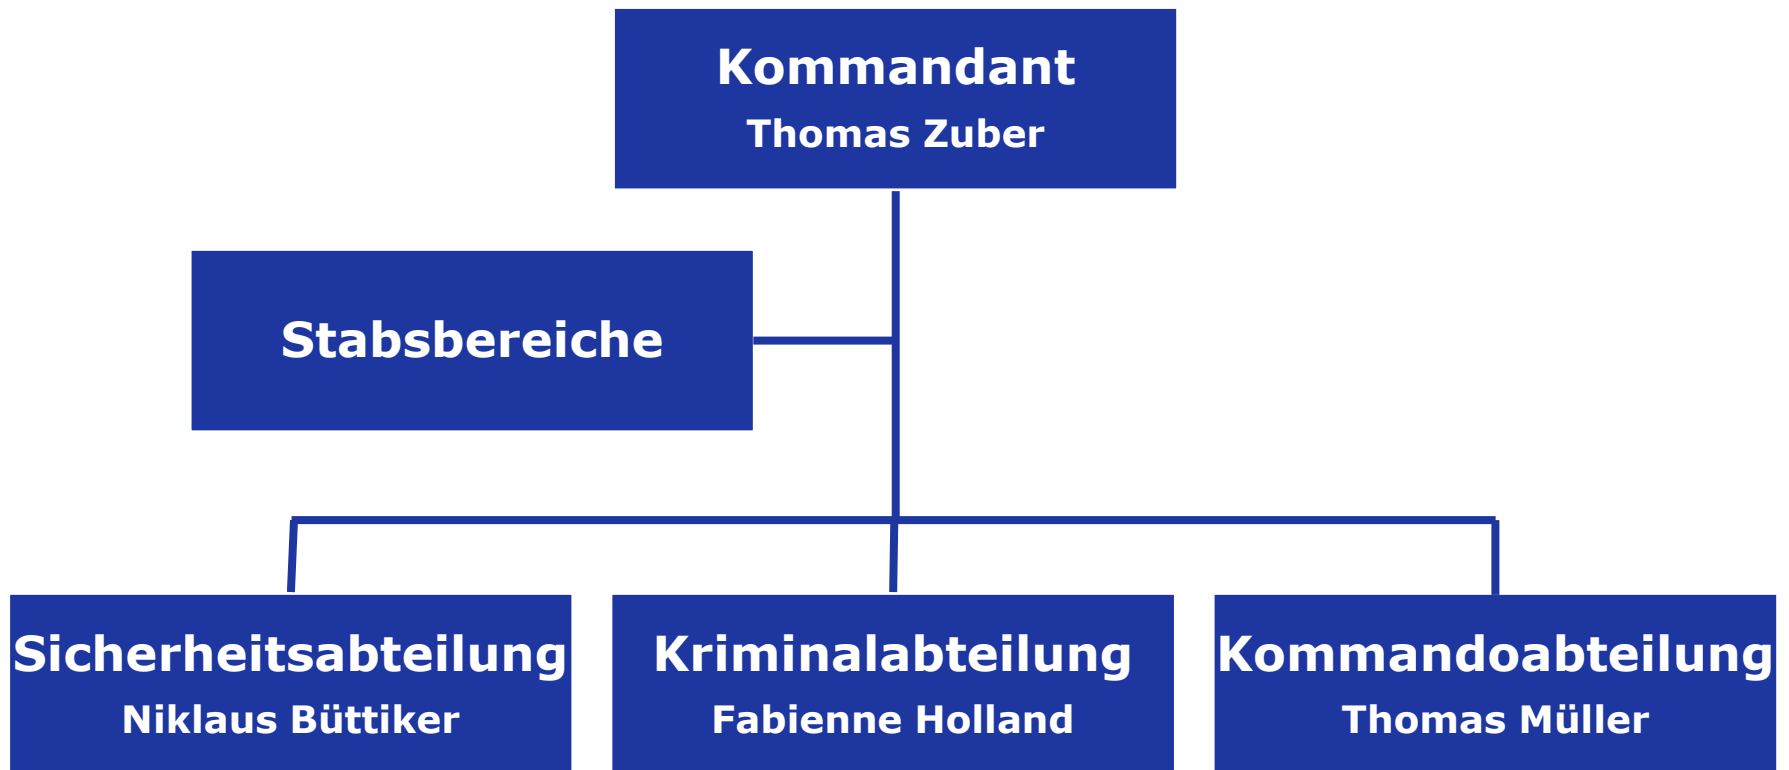 Kommandant
Thomas Zuber
Stabsbereiche
Sicherheitsabteilung
Niklaus Büttiker
Kriminalabteilung
Fabienne Holland
Kommandoabteilung
Thomas Müller